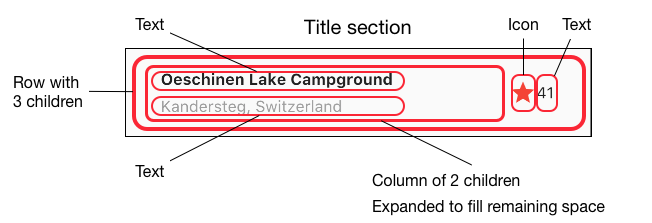 Text
Title section
Icon
Text
Row with
3 children
Oeschinen Lake Campground
Kandersteg, Switzerland
41
Text
Column of 2 children
Expanded to fill remaining space